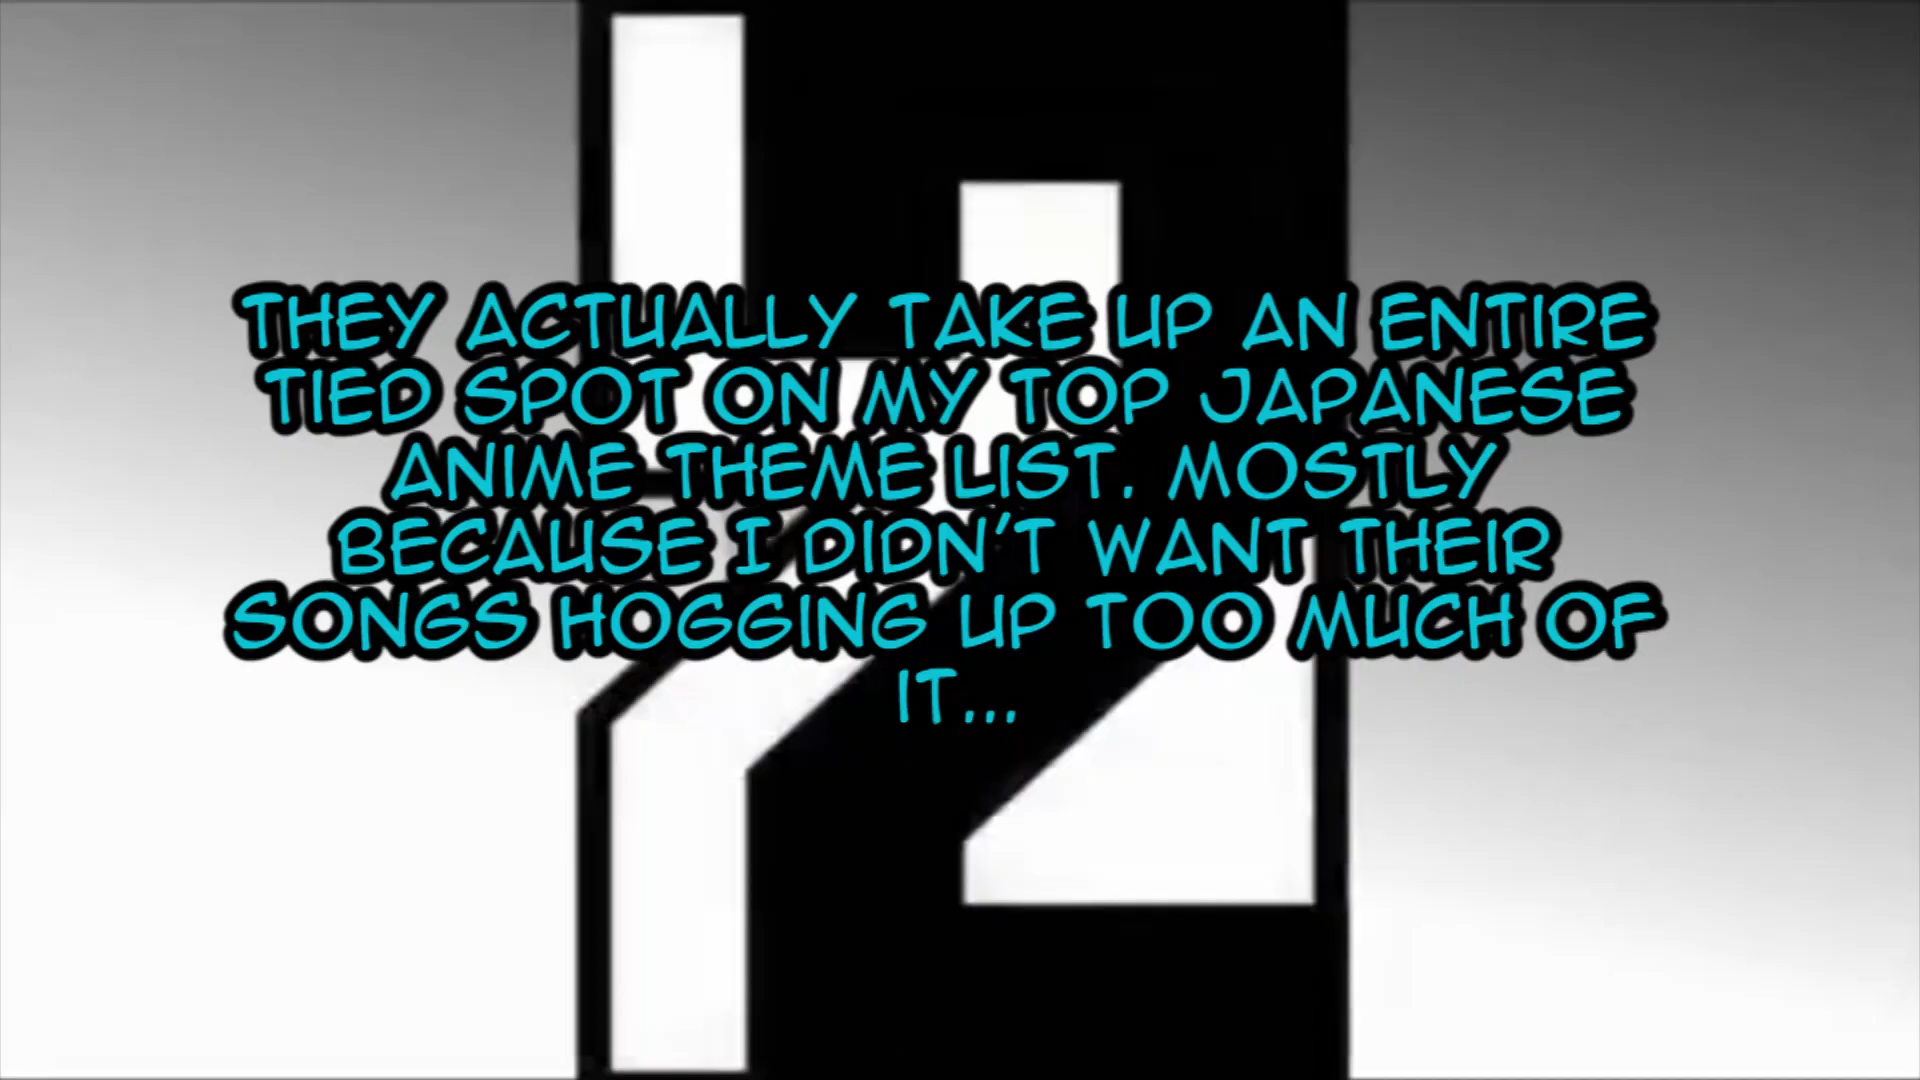 THEY ACTUALLY TAKE UP AN ENTIRE
TIED SPOT ON MY TOP JAPANESE
ANIME THEME LIST. MOSTLY
BECAUSE I DIDN'T WANT THEIR
SONGS HOGGING UP TOO MUCH OF
IT...